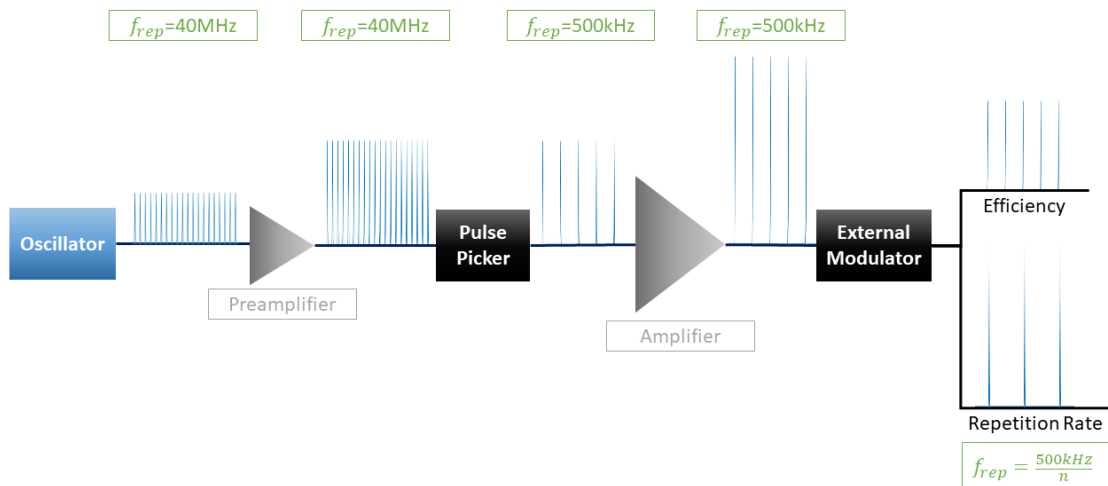 f_rep=40MHz
f_rep=40MHz
f_rep=500kHz
f_rep=500kHz
Oscillator
Preamplifier
Pulse
Picker
Amplifier
External
Modulator
Efficiency
Repetition Rate
f_rep = 500kHz/n